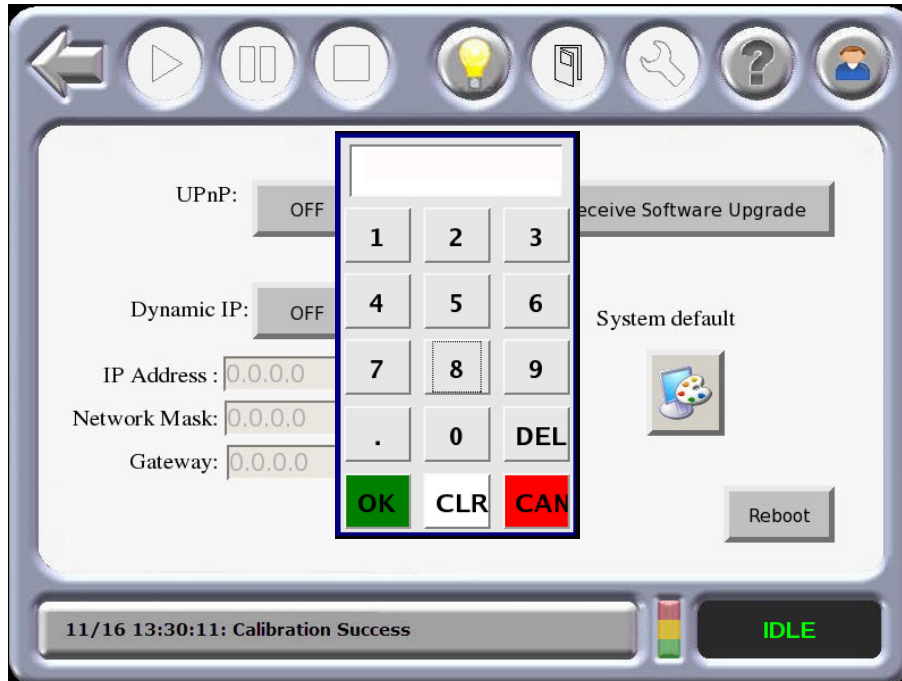 UPnP:
OFF
eceive Software Upgrade
1 2 3
Dynamic IP:
OFF
4 5 6
System default
IP Address : 0.0.0.0
7 8 9
Network Mask: 0.0.0.0
. 0 DEL
Gateway: 0.0.0.0
OK CLR CAN
Reboot
11/16 13:30:11: Calibration Success
IDLE